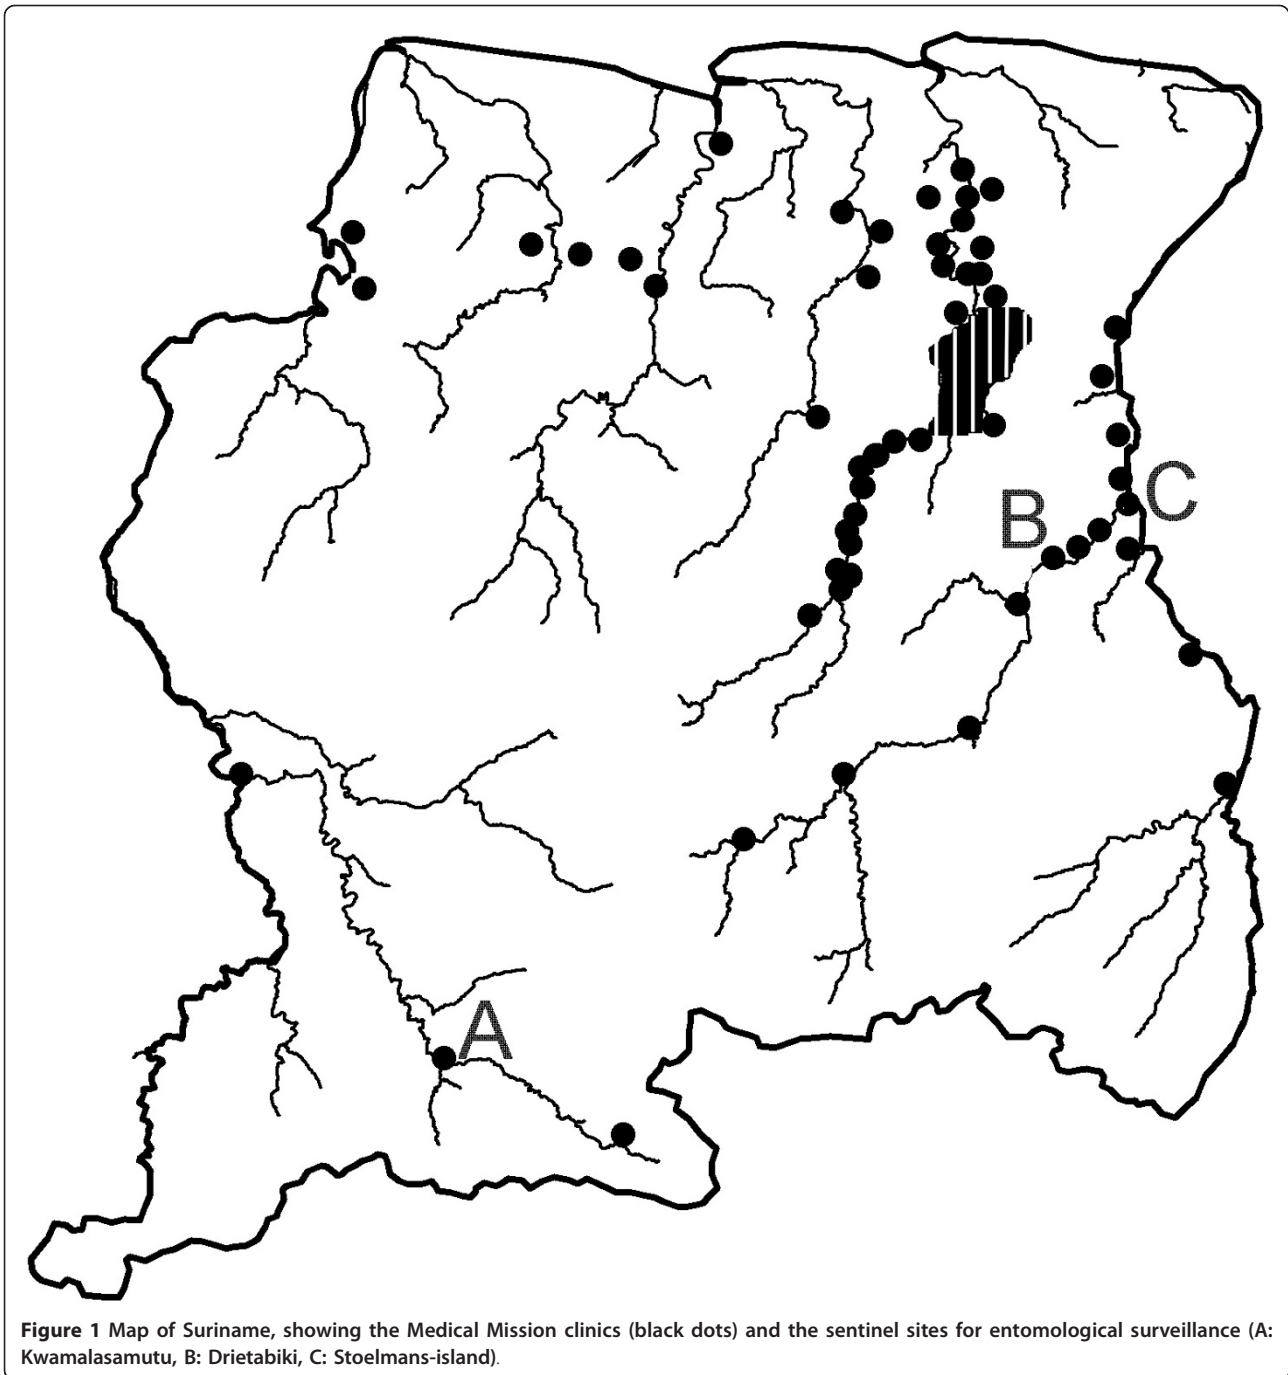 B
C
A
Figure 1 Map of Suriname, showing the Medical Mission clinics (black dots) and the sentinel sites for entomological surveillance (A:
Kwamalasamutu, B: Drietabiki, C: Stoelmans-island).